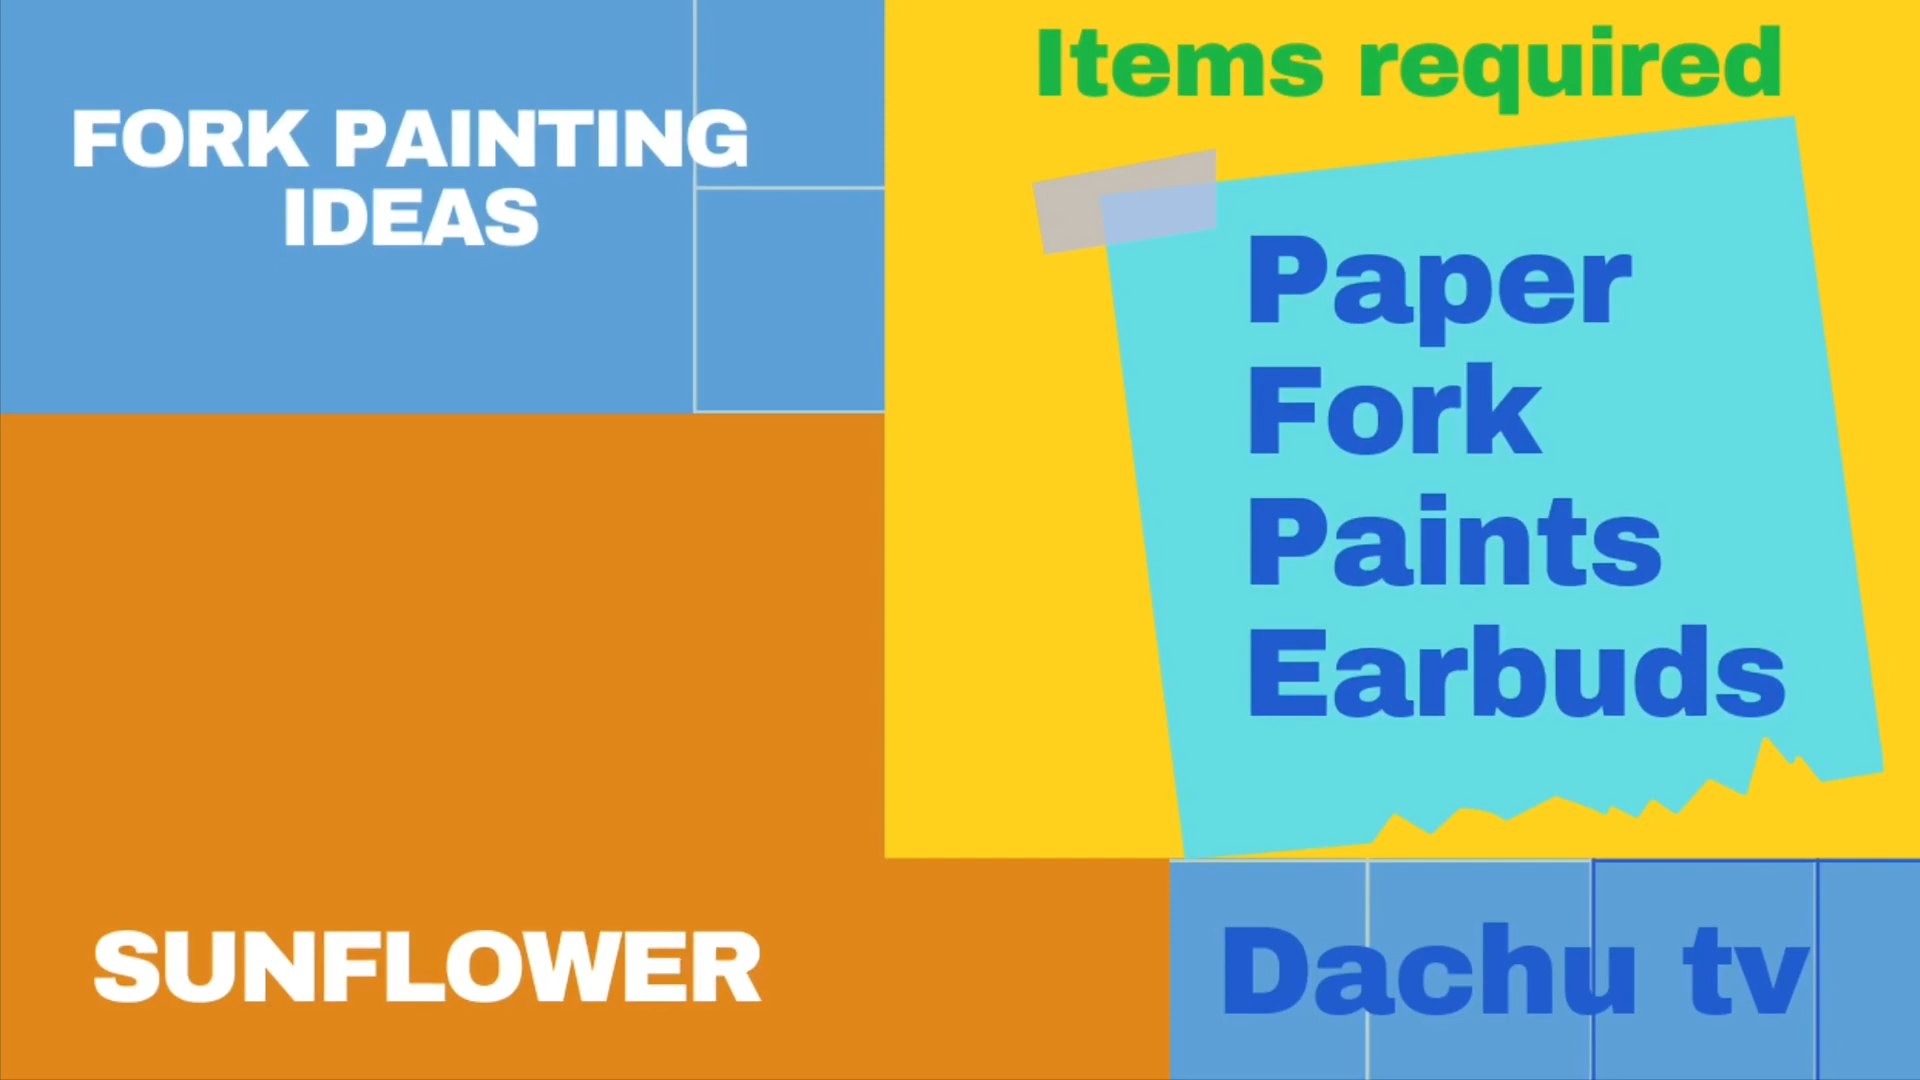 FORK PAINTING
IDEAS
Items required
Paper
Fork
Paints
Earbuds
SUNFLOWER
Dachu tv